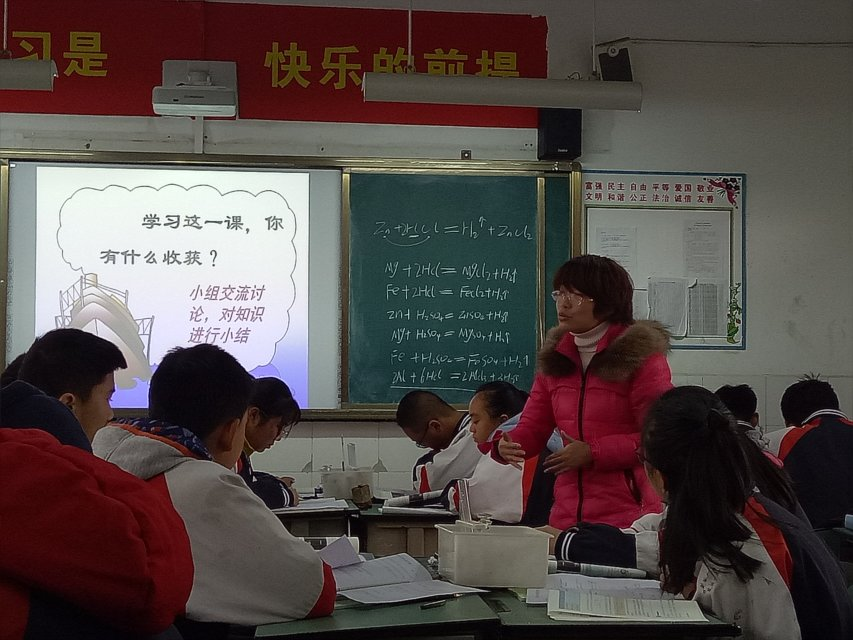 习是 快乐的前提
学习这一课，你
有什么收获？
小组交流讨
论，对知识
进行小结
Zn+2HCl=H₂↑+ZnCl₂
Mg+2HCl=MgCl₂+H₂↑
Fe+2HCl=FeCl₂+H₂↑
Zn+H₂SO₄=ZnSO₄+H₂↑
Mg+H₂SO₄=MgSO₄+H₂↑
Fe+H₂SO₄=FeSO₄+H₂↑
2Al+6HCl=2AlCl₃+3H₂↑
富强 民主 自由 平等 爱国 敬业
文明 和谐 公正 法治 诚信 友善